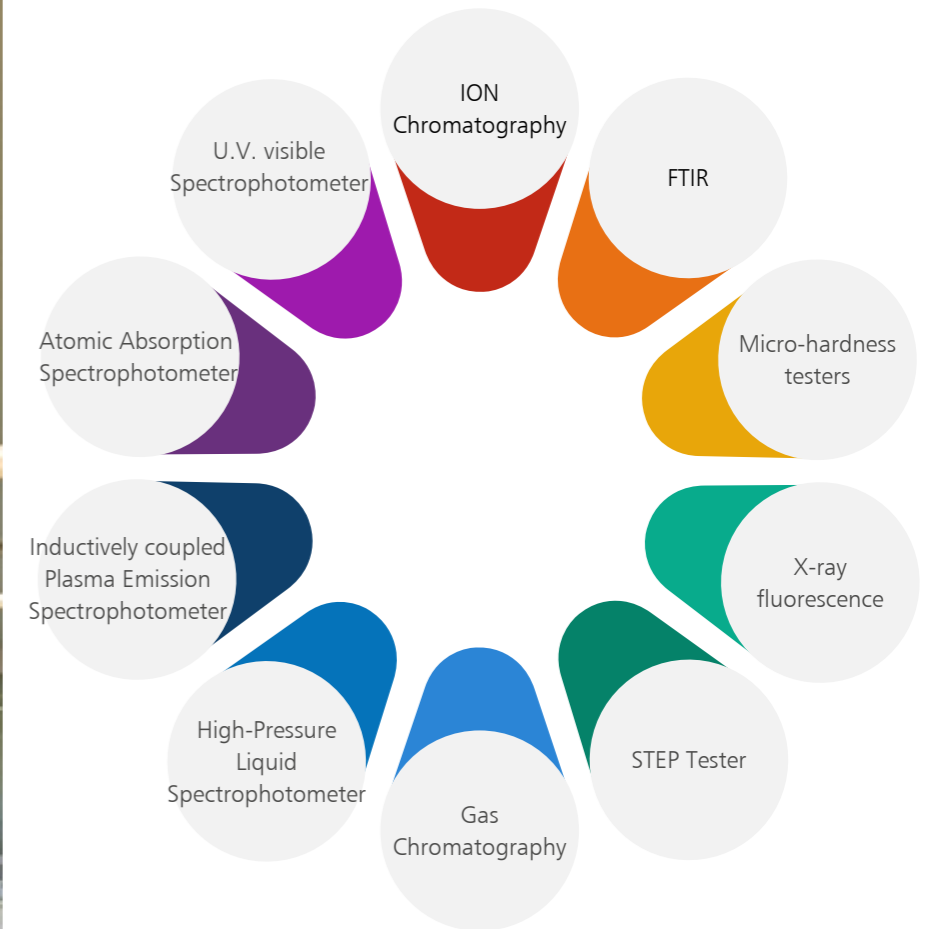 ION
Chromatography
FTIR
Micro-hardness
testers
X-ray
fluorescence
STEP Tester
Gas
Chromatography
High-Pressure
Liquid
Spectrophotometer
Inductively coupled
Plasma Emission
Spectrophotometer
Atomic Absorption
Spectrophotometer
U.V. visible
Spectrophotometer